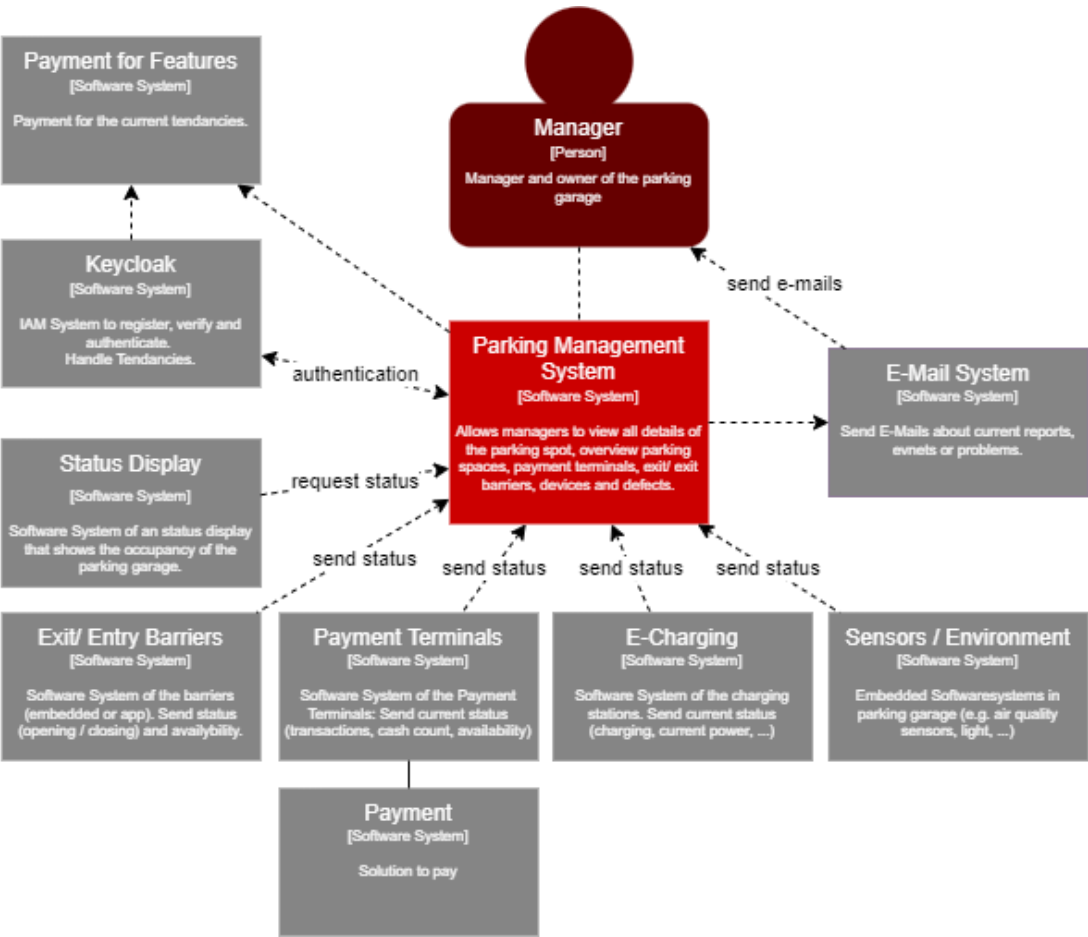 Payment for Features
[Software System]
Payment for the current tendancies.
Manager
[Person]
Manager and owner of the parking
garage
Keycloak
[Software System]
IAM System to register, verify and
authenticate.
Handle Tendancies.
send e-mails
authentication
Parking Management
System
[Software System]
Allows managers to view all details of
the parking spot, overview parking
spaces, payment terminals, exit/ exit
barriers, devices and defects.
E-Mail System
[Software System]
Send E-Mails about current reports,
evnets or problems.
Status Display
[Software System]
Software System of an status display
that shows the occupancy of the
parking garage.
request status
send status
send status
send status
send status
Exit/ Entry Barriers
[Software System]
Software System of the barriers
(embedded or app). Send status
(opening / closing) and availybility.
Payment Terminals
[Software System]
Software System of the Payment
Terminals: Send current status
(transactions, cash count, availability)
E-Charging
[Software System]
Software System of the charging
stations. Send current status
(charging, current power, ...)
Sensors / Environment
[Software System]
Embedded Softwaresystems in
parking garage (e.g. air quality
sensors, light, ...)
Payment
[Software System]
Solution to pay